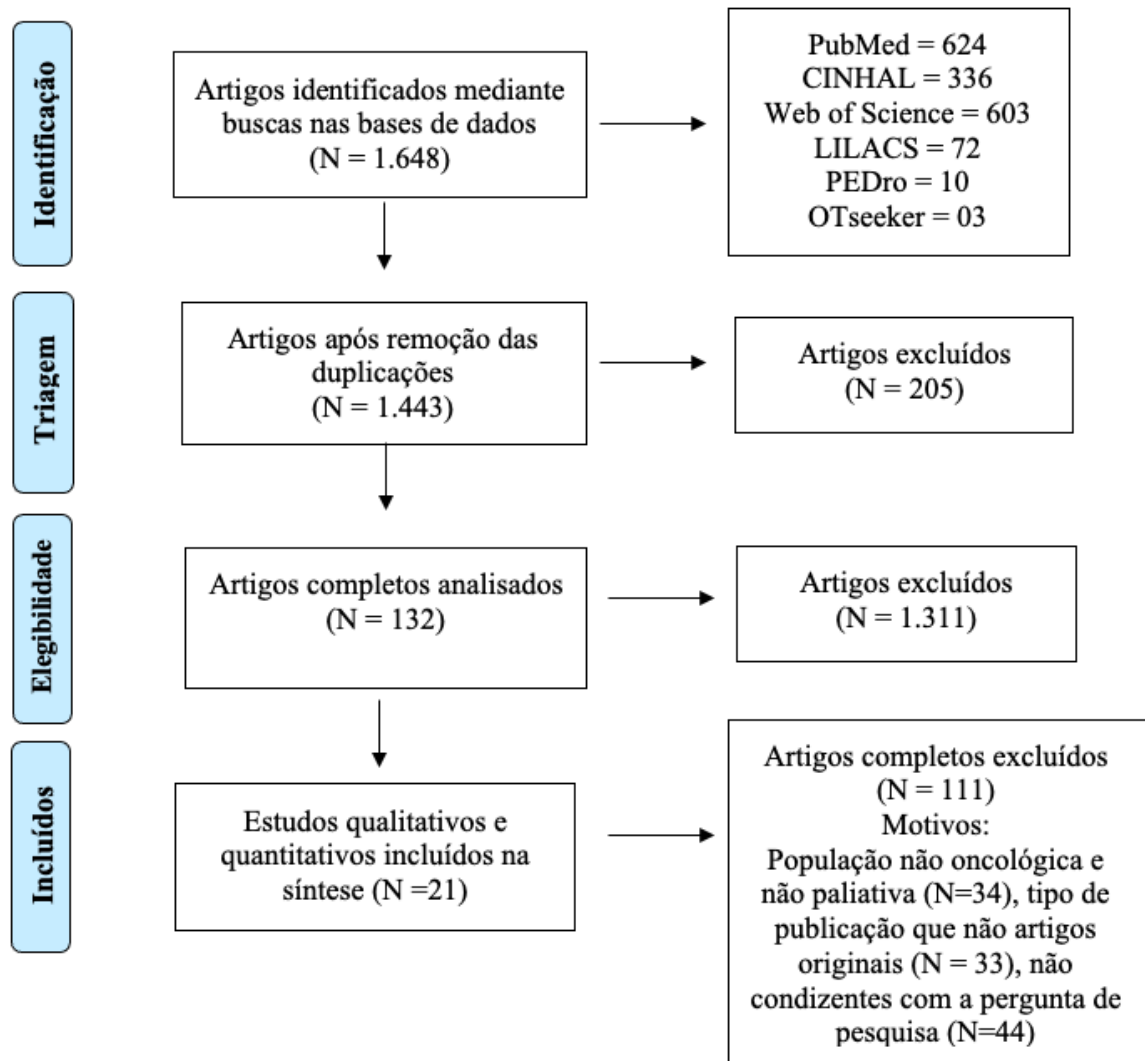 Identificação
Artigos identificados mediante
buscas nas bases de dados
(N = 1.648)
PubMed = 624
CINHAL = 336
Web of Science = 603
LILACS = 72
PEDro = 10
OTseeker = 03
Triagem
Artigos após remoção das
duplicações
(N = 1.443)
Artigos excluídos
(N = 205)
Elegibilidade
Artigos completos analisados
(N = 132)
Artigos excluídos
(N = 1.311)
Incluídos
Estudos qualitativos e
quantitativos incluídos na
síntese (N =21)
Artigos completos excluídos
(N = 111)
Motivos:
População não oncológica e
não paliativa (N=34), tipo de
publicação que não artigos
originais (N = 33), não
condizentes com a pergunta de
pesquisa (N=44)